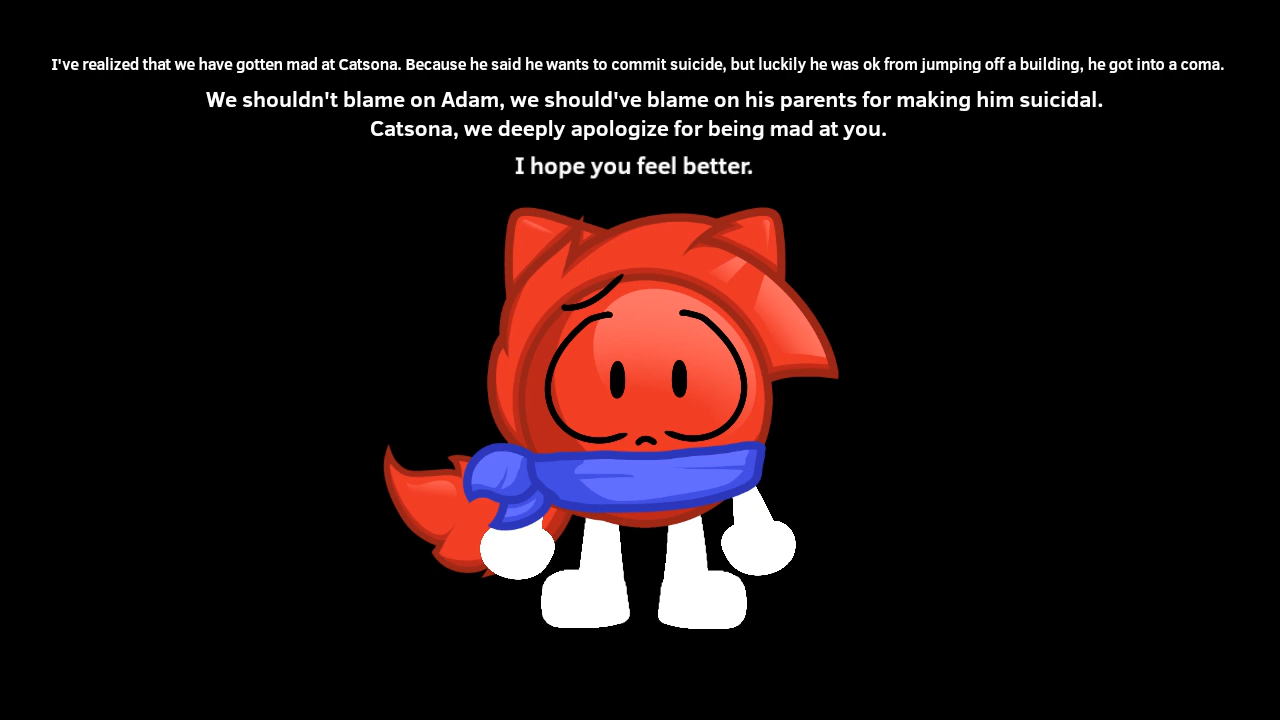 I've realized that we have gotten mad at Catsona. Because he said he wants to commit suicide, but luckily he was ok from jumping off a building, he got into a coma.
We shouldn't blame on Adam, we should've blame on his parents for making him suicidal.
Catsona, we deeply apologize for being mad at you.
I hope you feel better.